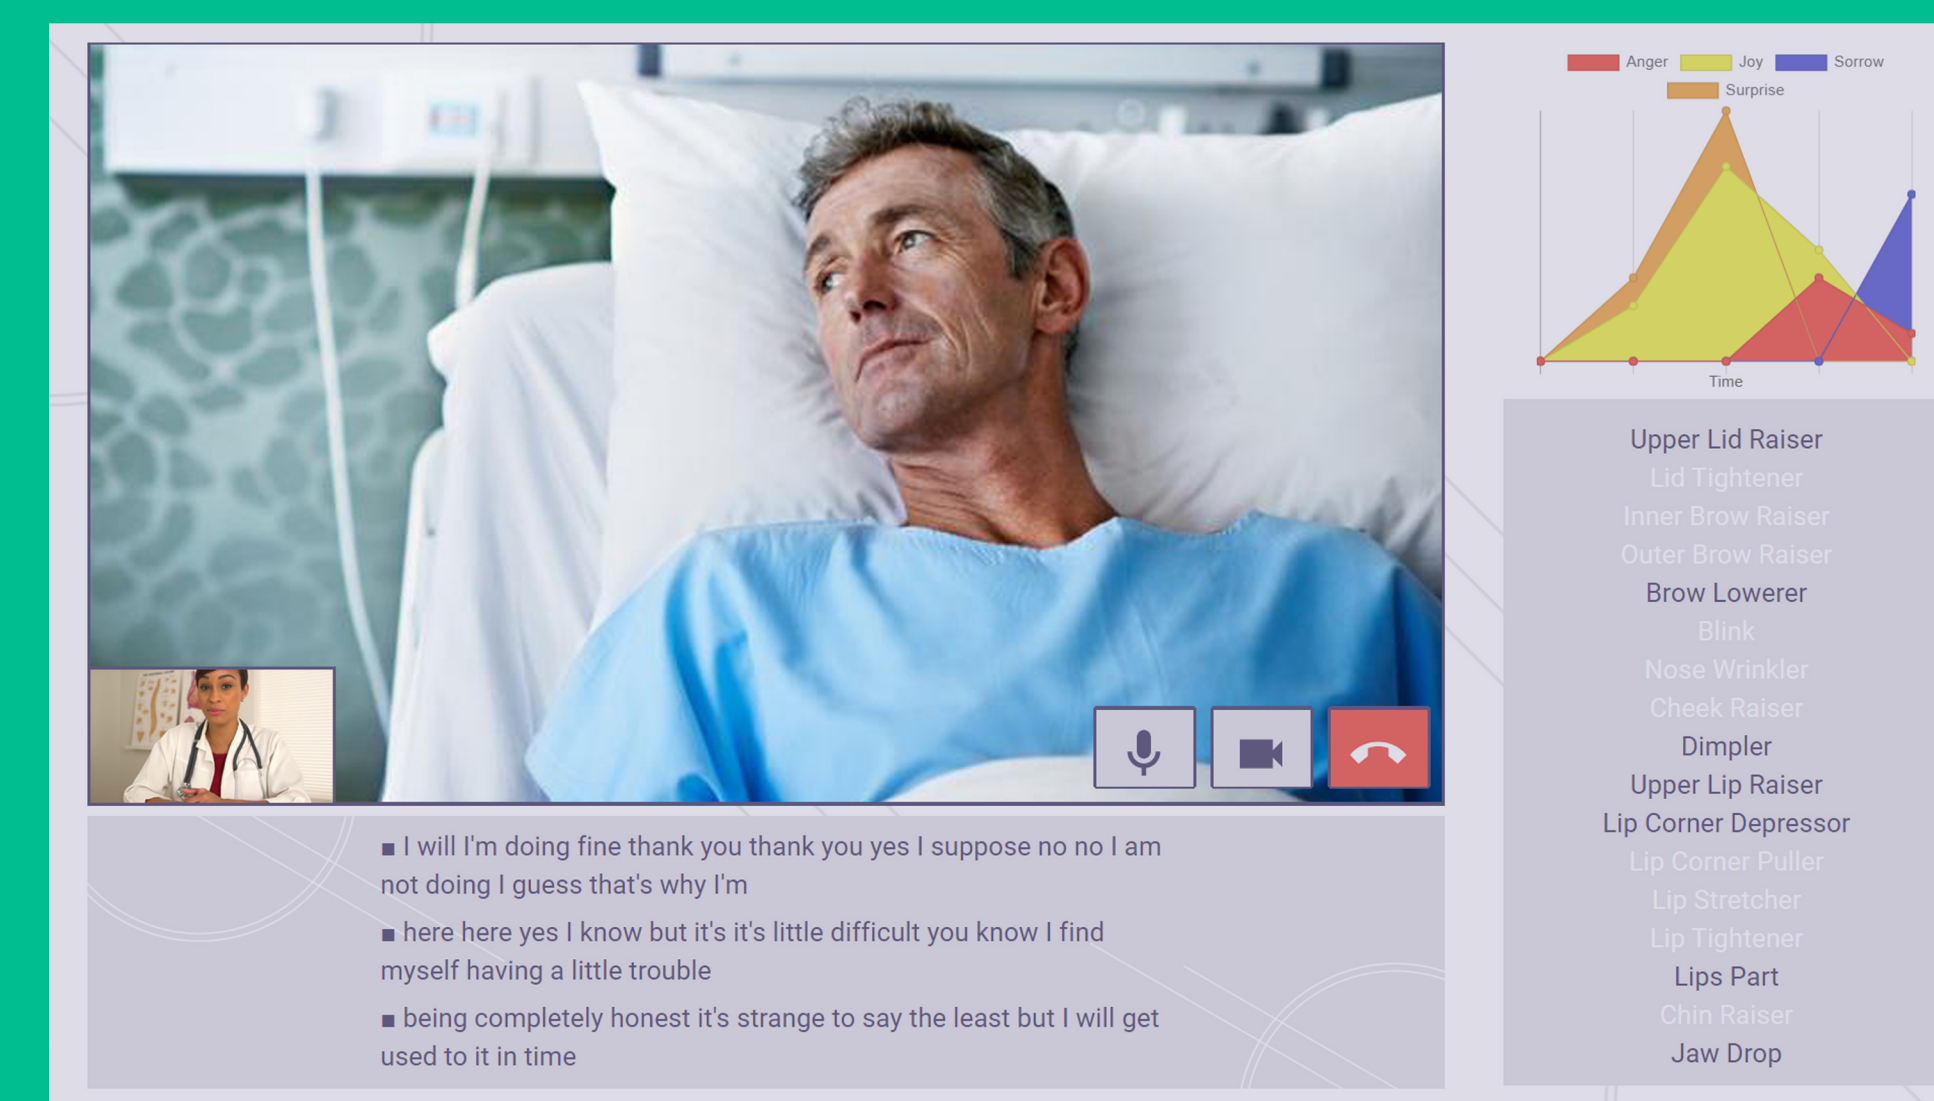 Anger Joy Sorrow
Surprise
Time
■ I will I'm doing fine thank you thank you yes I suppose no no I am
not doing I guess that's why I'm
■ here here yes I know but it's it's little difficult you know I find
myself having a little trouble
■ being completely honest it's strange to say the least but I will get
used to it in time
Upper Lid Raiser
Lid Tightener
Inner Brow Raiser
Outer Brow Raiser
Brow Lowerer
Blink
Nose Wrinkler
Cheek Raiser
Dimpler
Upper Lip Raiser
Lip Corner Depressor
Lip Corner Puller
Lip Stretcher
Lip Tightener
Lips Part
Chin Raiser
Jaw Drop